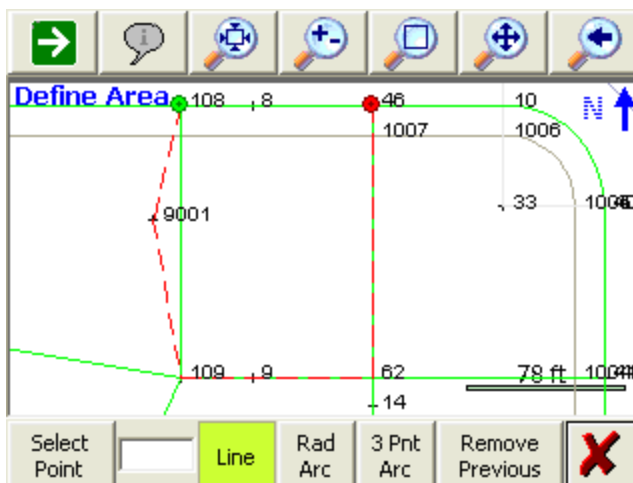 Define Area
108 8 46 10 N
1007 1006
9001 33
109 9 62 78 ft
14
Select Point Line Rad Arc 3 Pnt Arc Remove Previous